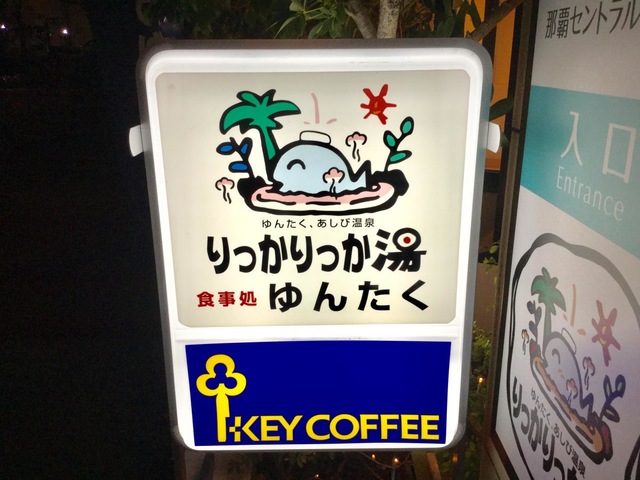 ゆんたく、あしび温泉
りっかりっか湯
食事処 ゆんたく
KEY COFFEE
那覇セントラル
入口
Entrance
ゆんたく、あしび温泉
りっかりっか